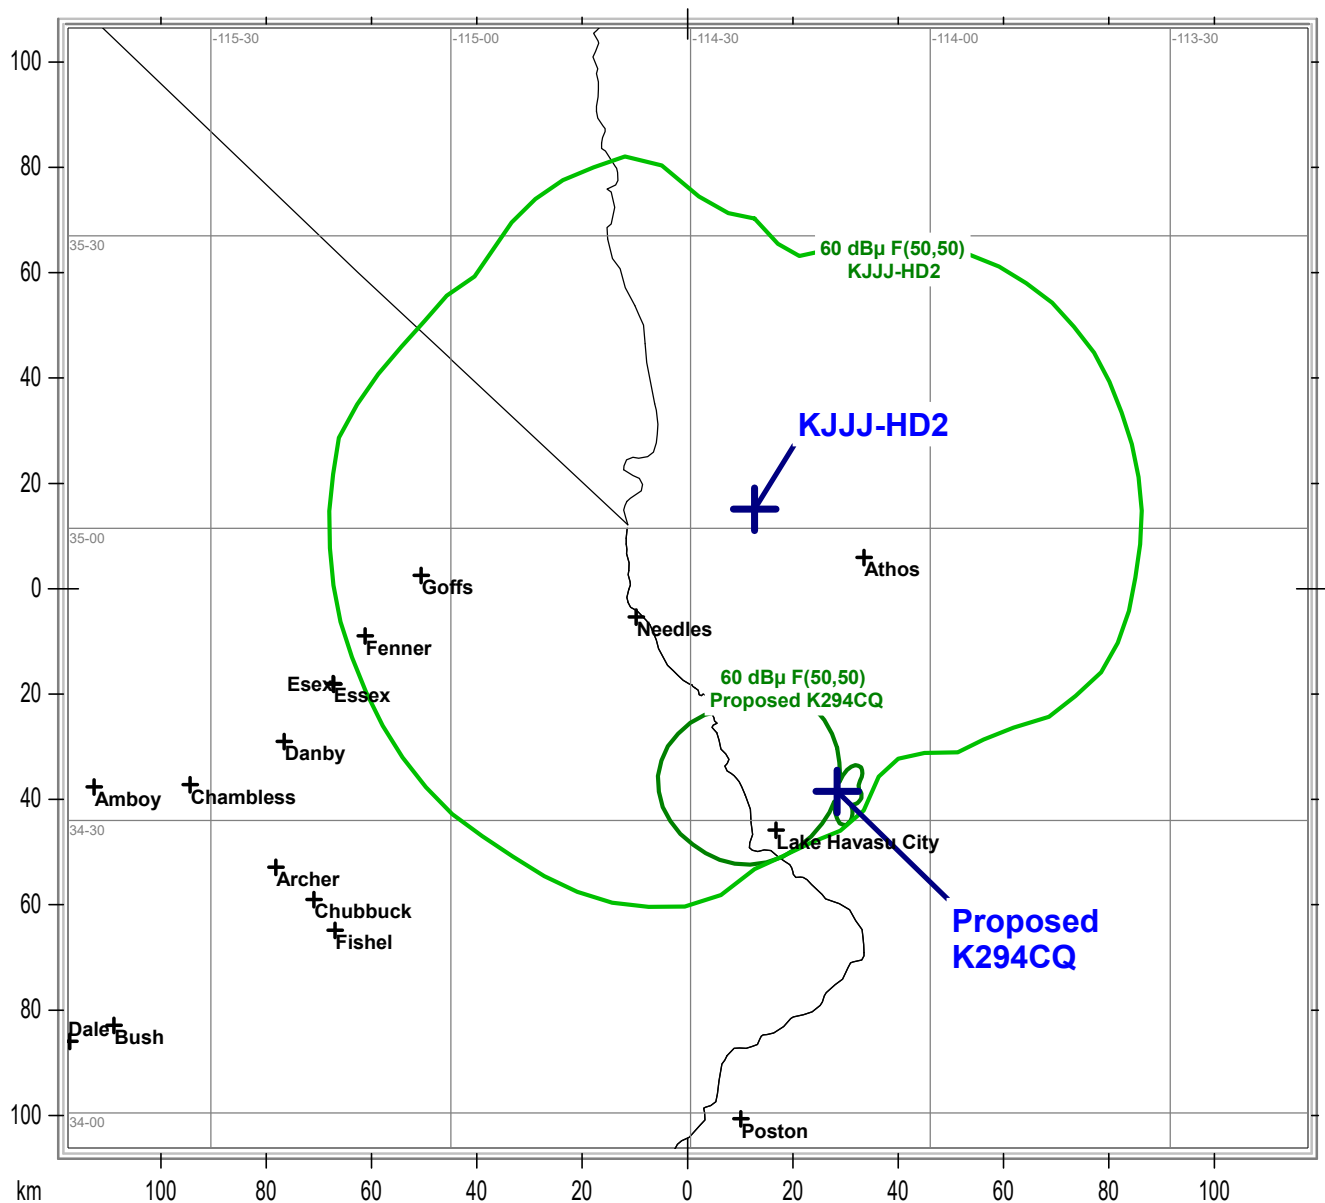 -115-30
-115-00
-114-30
-114-00
-113-30
100
80
35-30
60 dBµ F(50,50)
KJJJ-HD2
60
40
KJJJ-HD2
20
35-00
Athos
0
Goffs
Needles
Fenner
60 dBµ F(50,50)
Proposed K294CQ
Esex
Essex
20
Danby
Amboy
Chambless
40
34-30
Lake Havasu City
Archer
Chubbuck
60
Fishel
Proposed
K294CQ
80
Dale
Bush
100
34-00
Poston
km
100
80
60
40
20
0
20
40
60
80
100